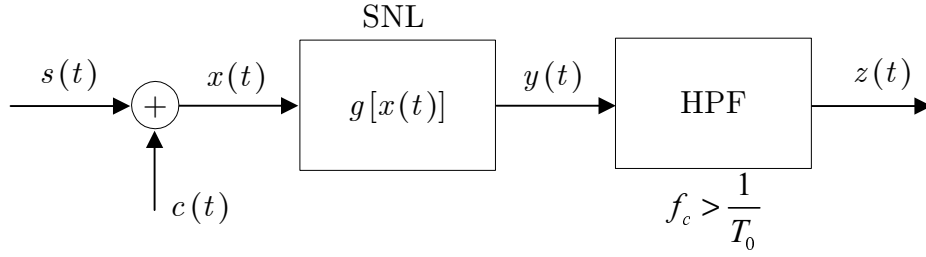 SNL
s(t)
x(t)
y(t)
z(t)
+
g[x(t)]
HPF
c(t)
f_c > 1/T_0